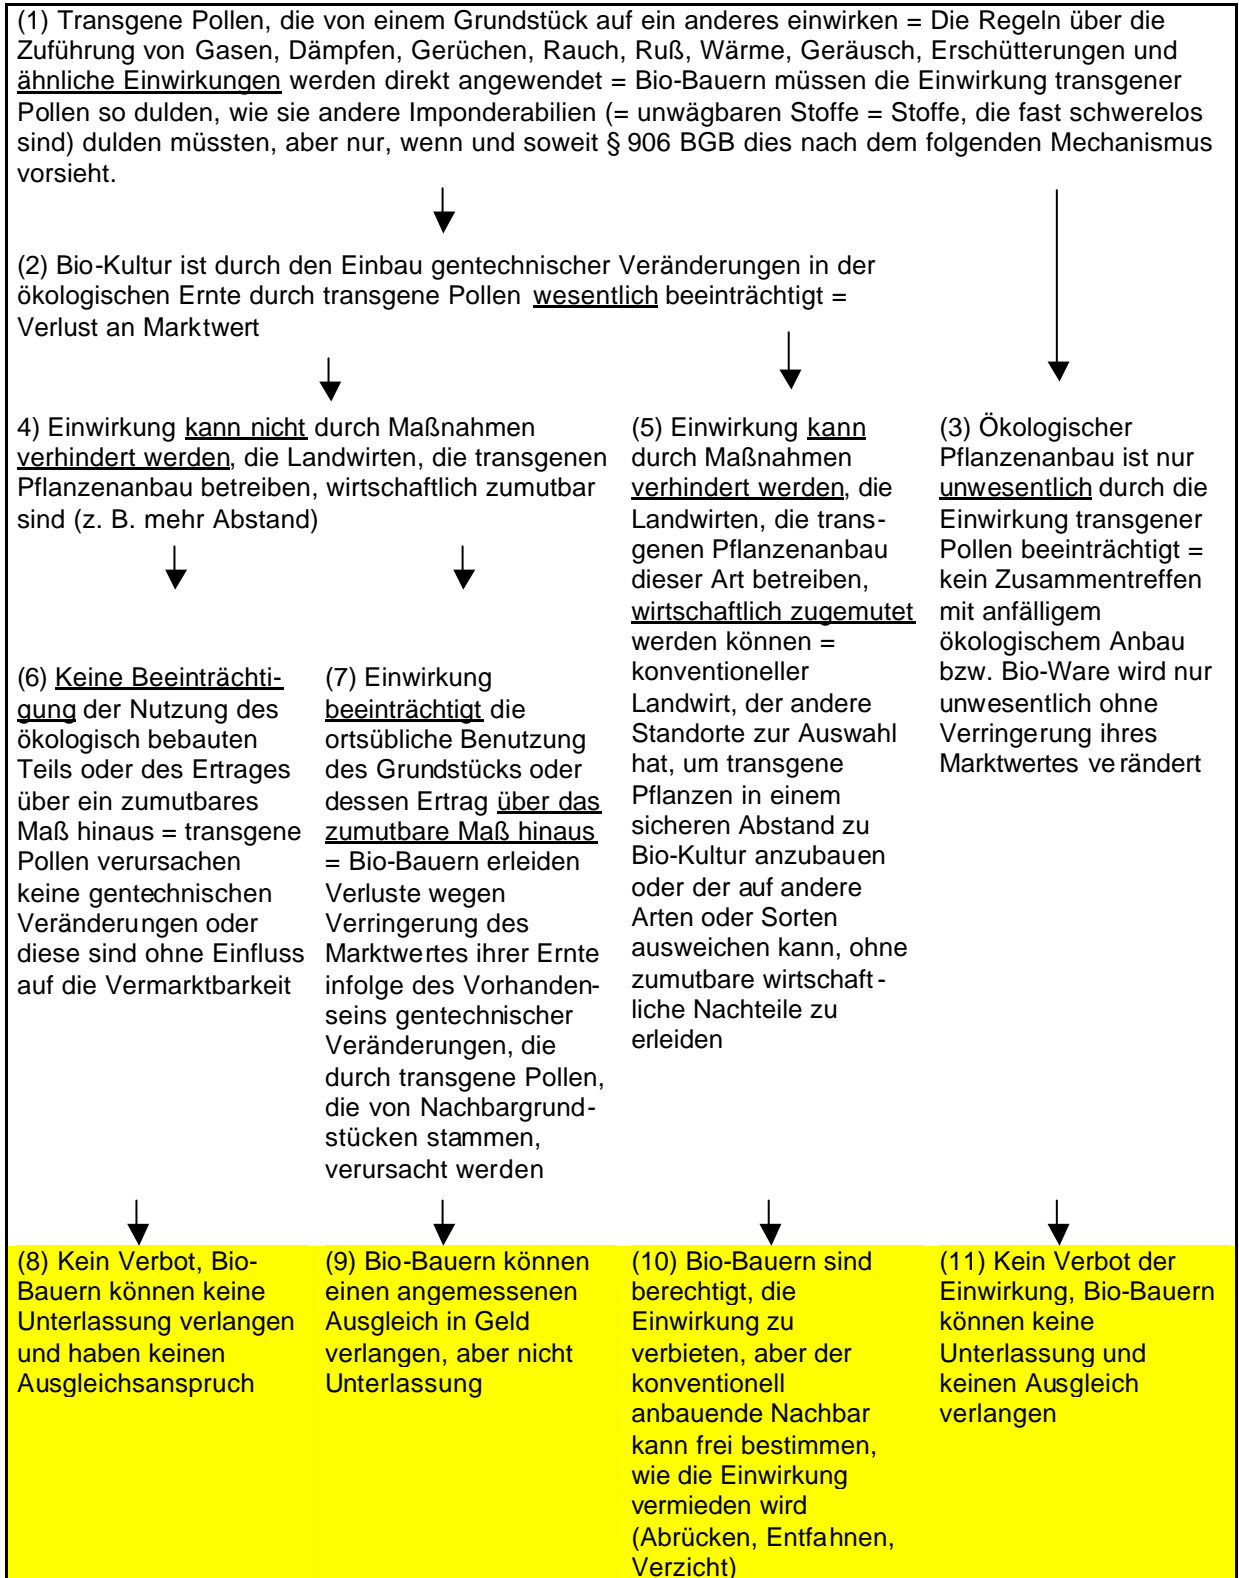 (1) Transgene Pollen, die von einem Grundstück auf ein anderes einwirken = Die Regeln über die
Zuführung von Gasen, Dämpfen, Gerüchen, Rauch, Ruß, Wärme, Geräusch, Erschütterungen und
ähnliche Einwirkungen werden direkt angewendet = Bio-Bauern müssen die Einwirkung transgener
Pollen so dulden, wie sie andere Imponderabilien (= unwägbaren Stoffe = Stoffe, die fast schwerelos
sind) dulden müssten, aber nur, wenn und soweit § 906 BGB dies nach dem folgenden Mechanismus
vorsieht.
(2) Bio-Kultur ist durch den Einbau gentechnischer Veränderungen in der
ökologischen Ernte durch transgene Pollen wesentlich beeinträchtigt =
Verlust an Marktwert
4) Einwirkung kann nicht durch Maßnahmen
verhindert werden, die Landwirten, die transgenen
Pflanzenanbau betreiben, wirtschaftlich zumutbar
sind (z. B. mehr Abstand)
(5) Einwirkung kann
durch Maßnahmen
verhindert werden, die
Landwirten, die trans-
genen Pflanzenanbau
dieser Art betreiben,
wirtschaftlich zugemutet
werden können =
konventioneller
Landwirt, der andere
Standorte zur Auswahl
hat, um transgene
Pflanzen in einem
sicheren Abstand zu
Bio-Kultur anzubauen
oder der auf andere
Arten oder Sorten
ausweichen kann, ohne
zumutbare wirtschaft-
liche Nachteile zu
erleiden
(3) Ökologischer
Pflanzenanbau ist nur
unwesentlich durch die
Einwirkung transgener
Pollen beeinträchtigt =
kein Zusammentreffen
mit anfälligem
ökologischem Anbau
bzw. Bio-Ware wird nur
unwesentlich ohne
Verringerung ihres
Marktwertes verändert
(6) Keine Beeinträchti-
gung der Nutzung des
ökologisch bebauten
Teils oder des Ertrages
über ein zumutbares
Maß hinaus = transgene
Pollen verursachen
keine gentechnischen
Veränderungen oder
diese sind ohne Einfluss
auf die Vermarktbarkeit
(7) Einwirkung
beeinträchtigt die
ortsübliche Benutzung
des Grundstücks oder
dessen Ertrag über das
zumutbare Maß hinaus
= Bio-Bauern erleiden
Verluste wegen
Verringerung des
Marktwertes ihrer Ernte
infolge des Vorhanden-
seins gentechnischer
Veränderungen, die
durch transgene Pollen,
die von Nachbargrund-
stücken stammen,
verursacht werden
(8) Kein Verbot, Bio-
Bauern können keine
Unterlassung verlangen
und haben keinen
Ausgleichsanspruch
(9) Bio-Bauern können
einen angemessenen
Ausgleich in Geld
verlangen, aber nicht
Unterlassung
(10) Bio-Bauern sind
berechtigt, die
Einwirkung zu
verbieten, aber der
konventionell
anbauende Nachbar
kann frei bestimmen,
wie die Einwirkung
vermieden wird
(Abrücken, Entfahnen,
Verzicht)
(11) Kein Verbot der
Einwirkung, Bio-Bauern
können keine
Unterlassung und
keinen Ausgleich
verlangen